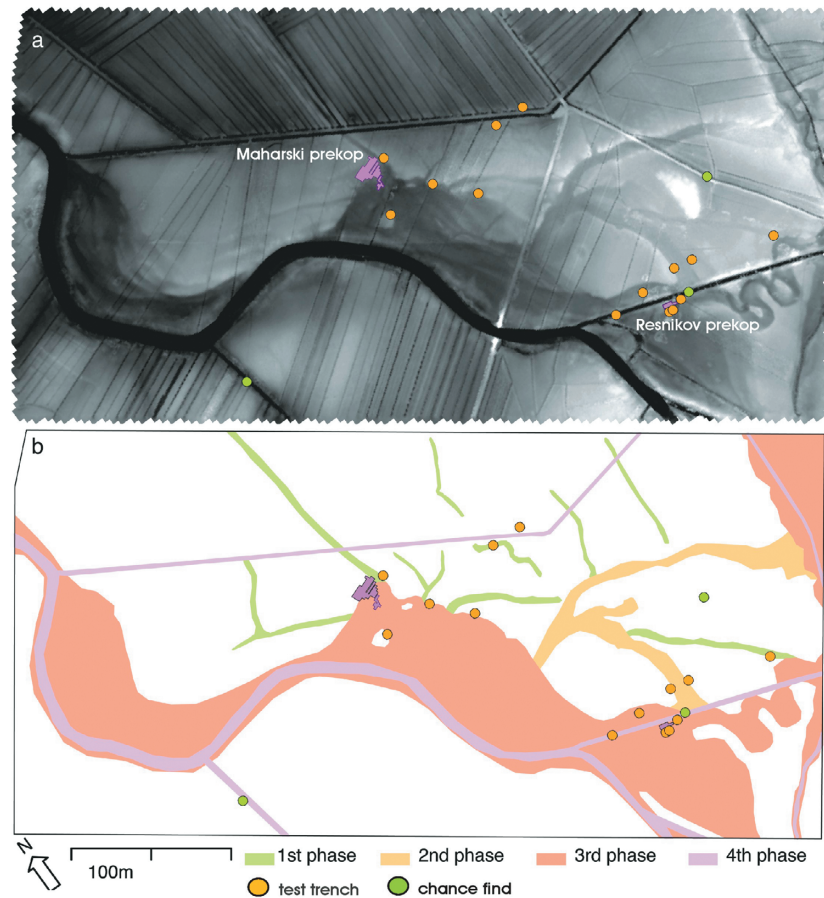 a
Maharski prekop
Resnikov prekop
b
N
100m
1st phase 2nd phase 3rd phase 4th phase
test trench chance find